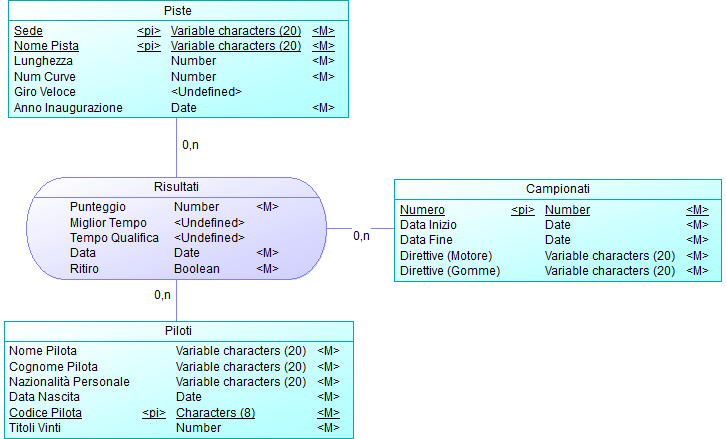 Piste
Sede <pi> Variable characters (20) <M>
Nome Pista <pi> Variable characters (20) <M>
Lunghezza Number <M>
Num Curve Number <M>
Giro Veloce <Undefined>
Anno Inaugurazione Date <M>
0,n
Risultati
Punteggio Number <M>
Miglior Tempo <Undefined>
Tempo Qualifica <Undefined>
Data Date <M>
Ritiro Boolean <M>
0,n
Campionati
Numero <pi> Number <M>
Data Inizio Date <M>
Data Fine Date <M>
Direttive (Motore) Variable characters (20) <M>
Direttive (Gomme) Variable characters (20) <M>
0,n
Piloti
Nome Pilota Variable characters (20) <M>
Cognome Pilota Variable characters (20) <M>
Nazionalità Personale Variable characters (20) <M>
Data Nascita Date <M>
Codice Pilota <pi> Characters (8) <M>
Titoli Vinti Number <M>